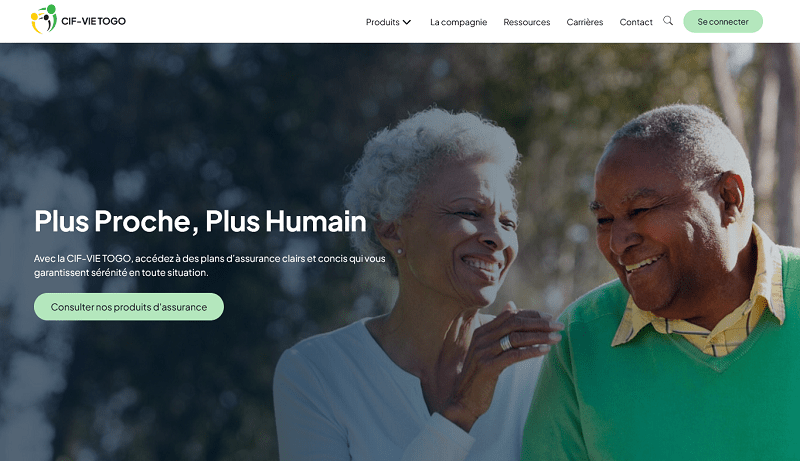 CIF-VIE TOGO
Produits
La compagnie
Ressources
Carrières
Contact
Se connecter
Plus Proche, Plus Humain
Avec la CIF-VIE TOGO, accédez à des plans d'assurance clairs et concis qui vous
garantissent sérénité en toute situation.
Consulter nos produits d'assurance